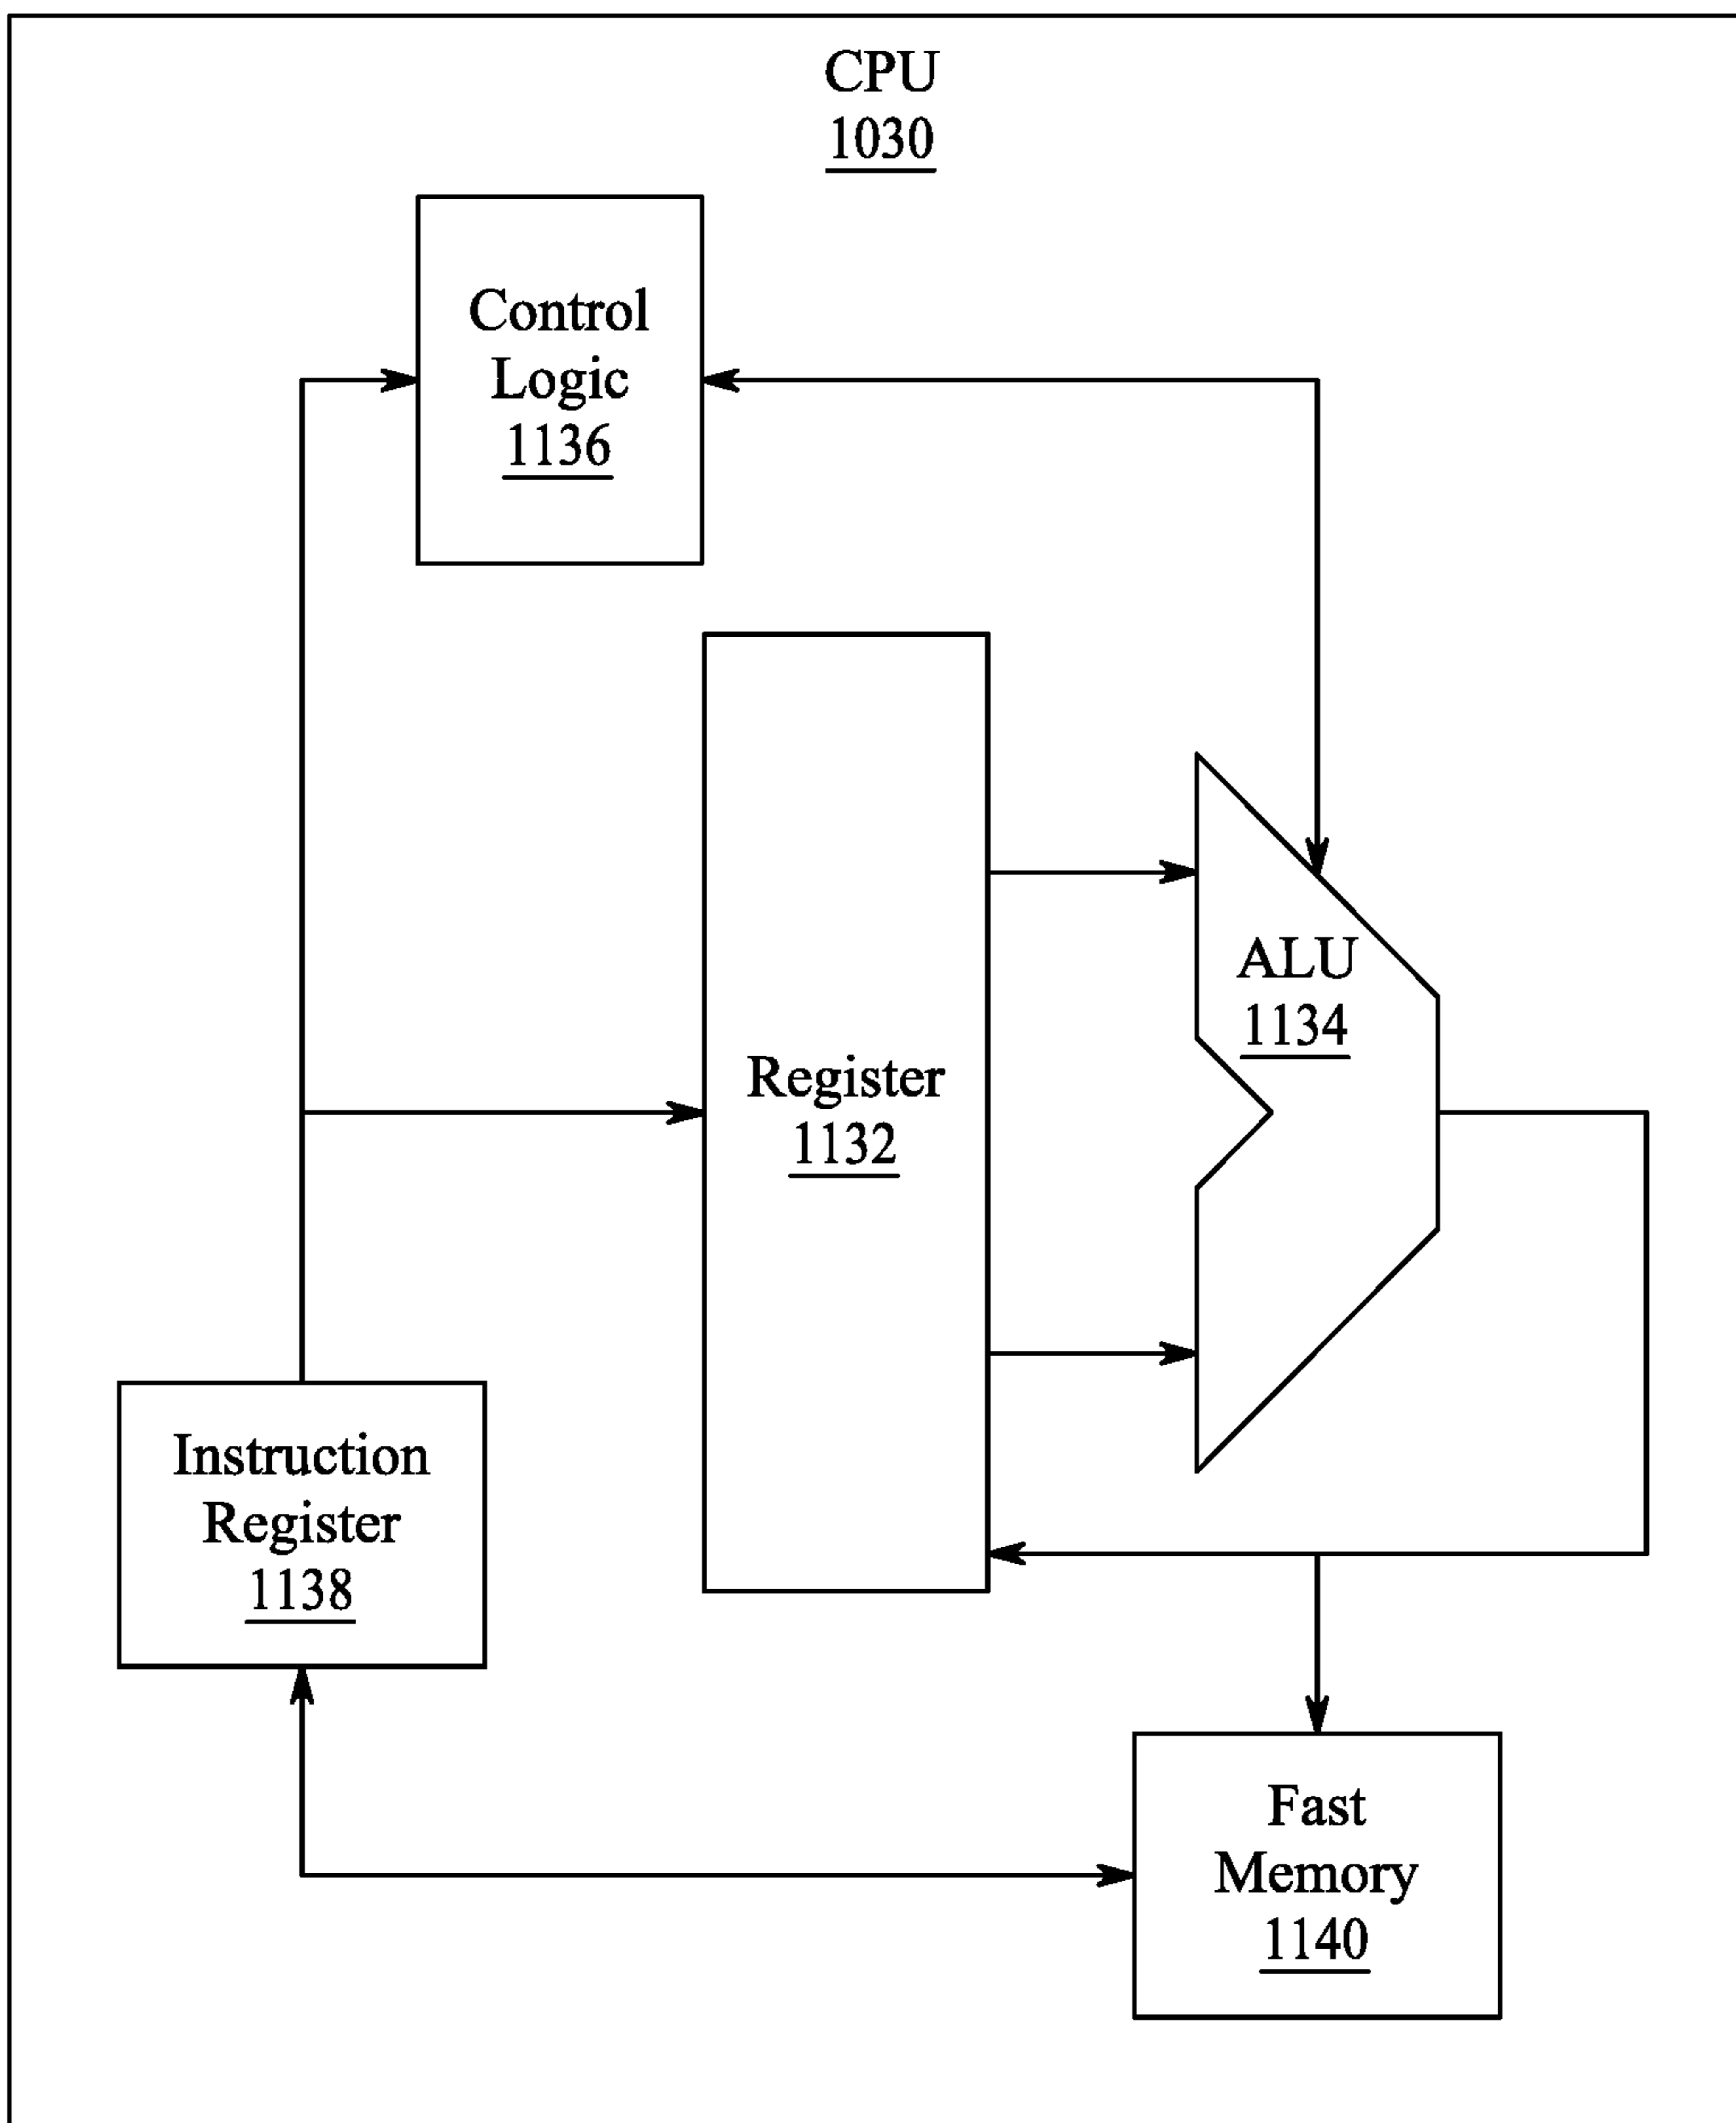 CPU
1030
Control
Logic
1136
ALU
1134
Register
1132
Instruction
Register
1138
Fast
Memory
1140